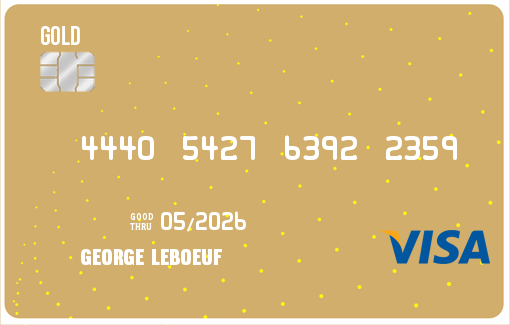 GOLD
4440 5427 6392 2359
GOOD
THRU 05/2026
GEORGE LEBOEUF
VISA